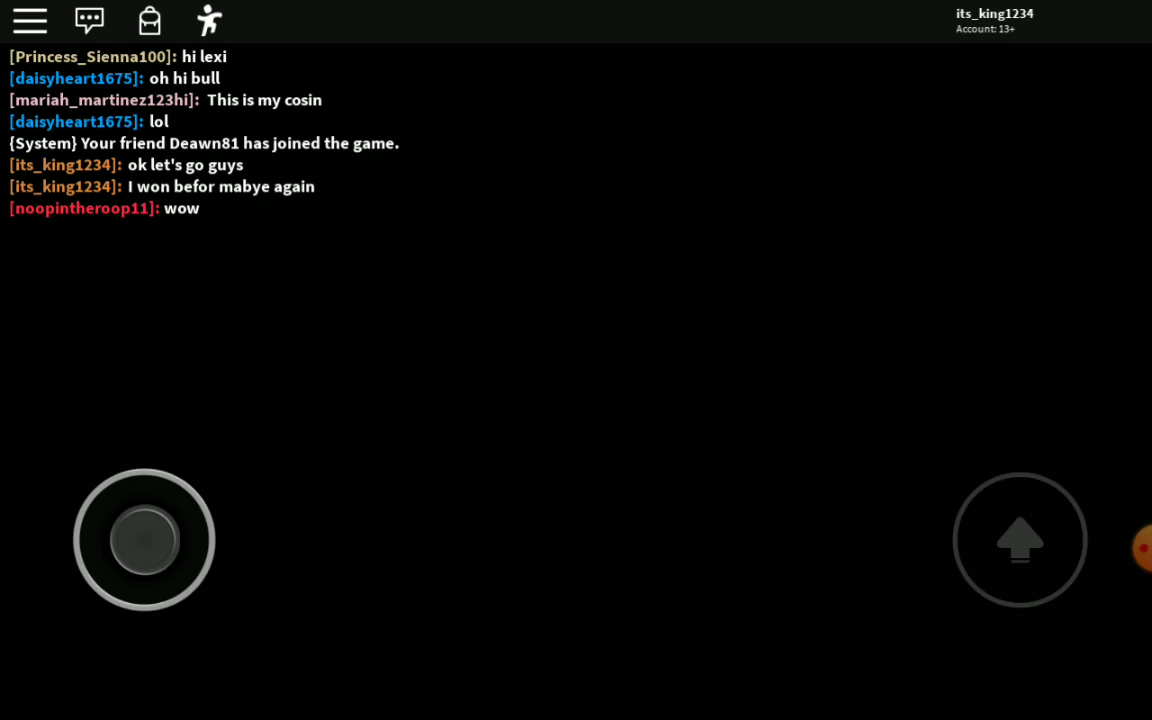 its_king1234
Account: 13+
[Princess_Sienna100]: hi lexi
[daisyheart1675]: oh hi bull
[mariah_martinez123hi]: This is my cosin
[daisyheart1675]: lol
{System} Your friend Deawn81 has joined the game.
[its_king1234]: ok let's go guys
[its_king1234]: I won befor mabye again
[noopintheroop11]: wow